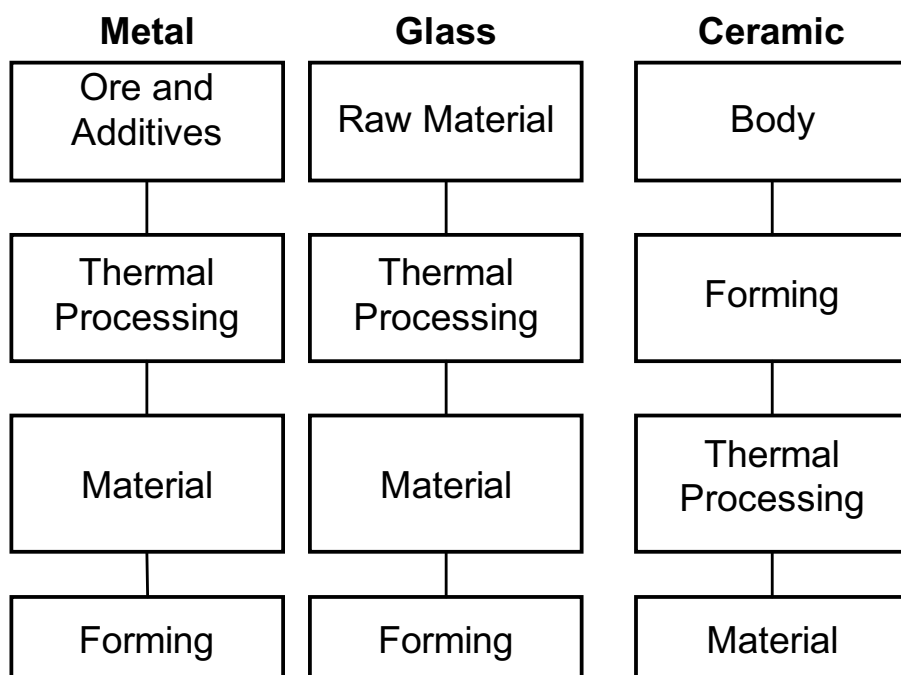 Metal
Ore and
Additives
Thermal
Processing
Material
Forming
Glass
Raw Material
Thermal
Processing
Material
Forming
Ceramic
Body
Forming
Thermal
Processing
Material